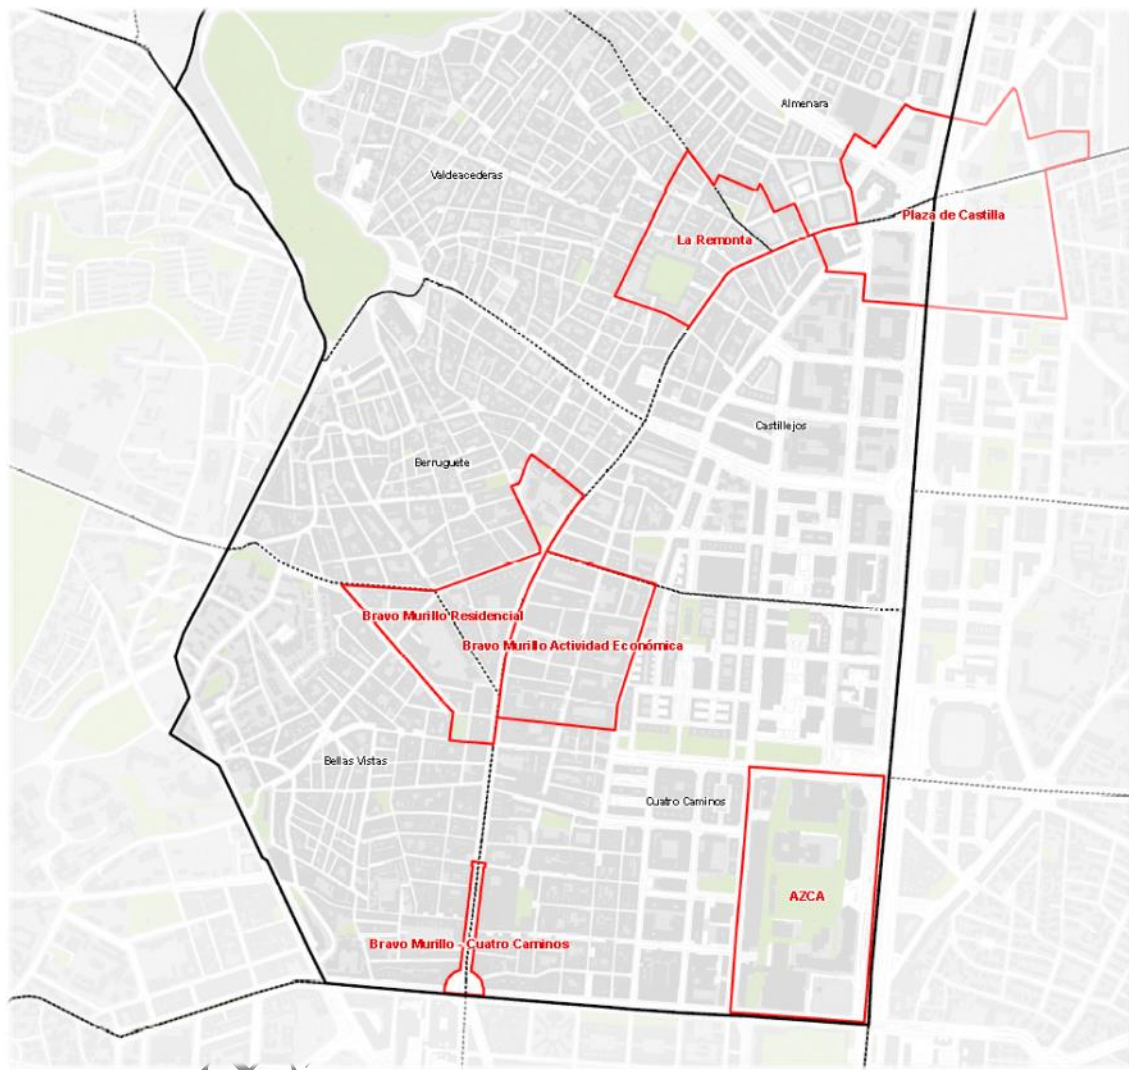 Almenara
Valdeacederas
Plaza de Castilla
La Remonta
Castillejos
Berruguete
Bravo Murillo Residencial
Bravo Murillo Actividad Económica
Bellas Vistas
Cuatro Caminos
AZCA
Bravo Murillo - Cuatro Caminos